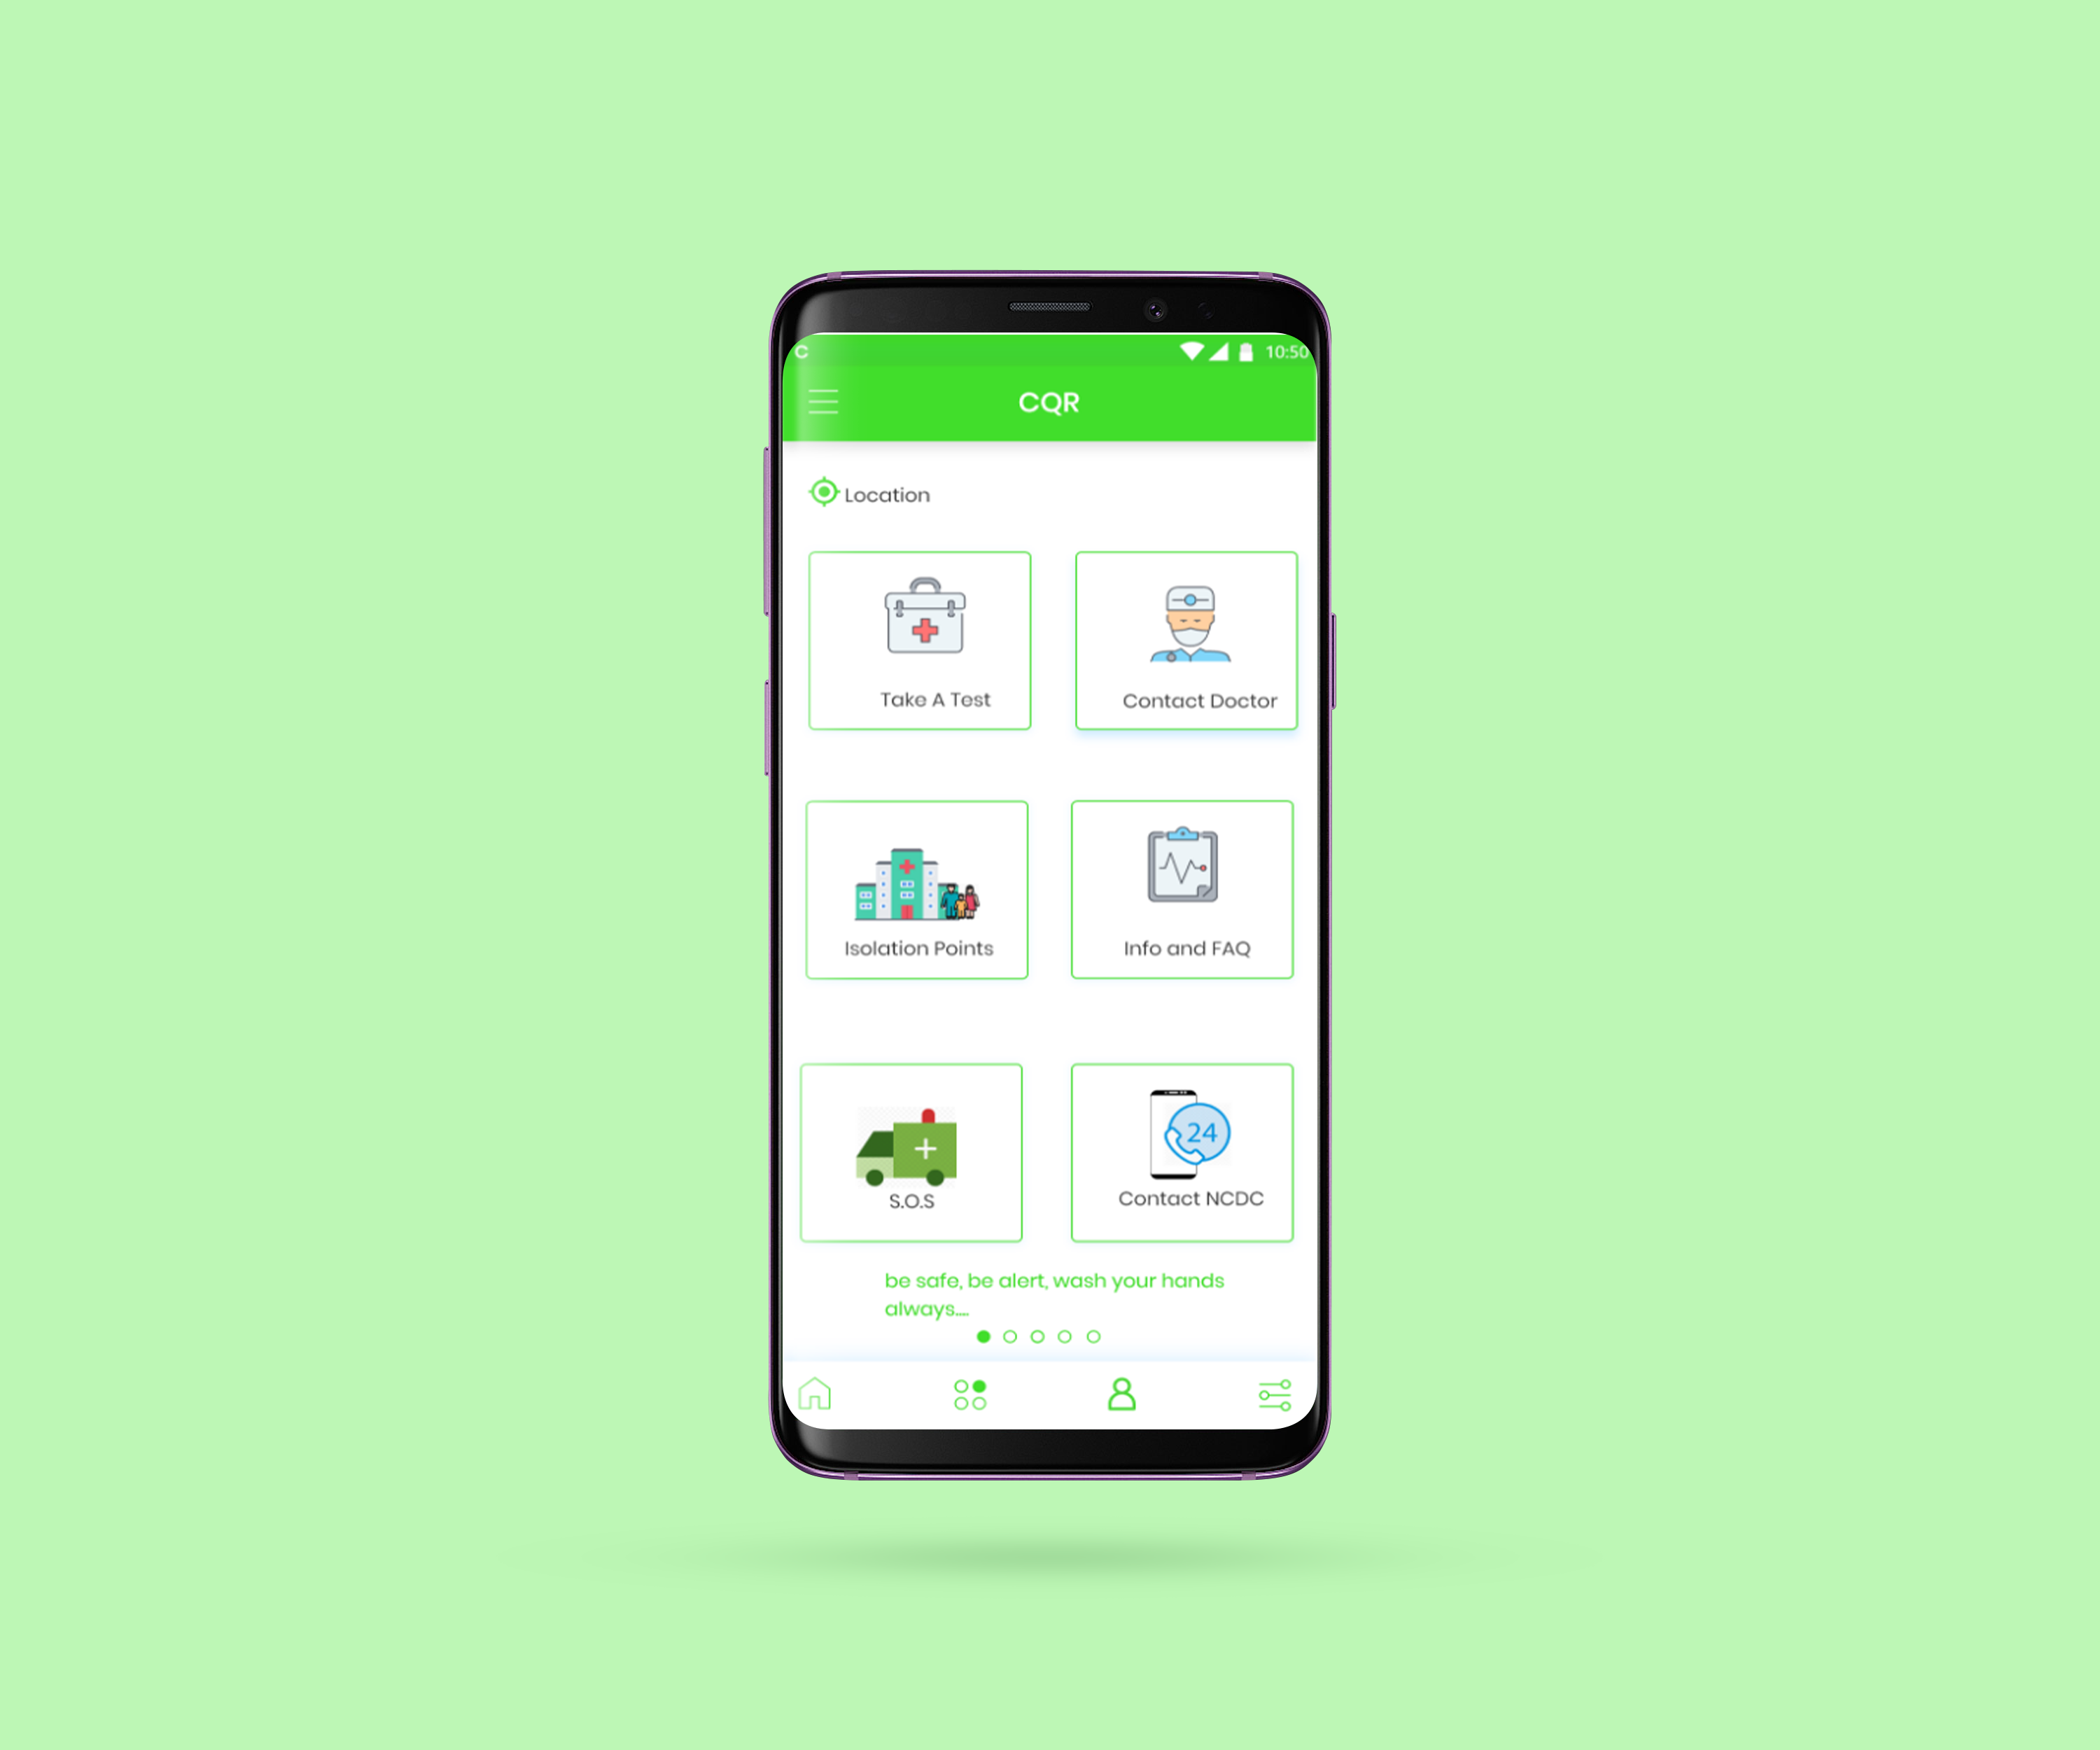 C
10:50
CQR
Location
Take A Test
Contact Doctor
Isolation Points
Info and FAQ
24
S.O.S
Contact NCDC
be safe, be alert, wash your hands
always....